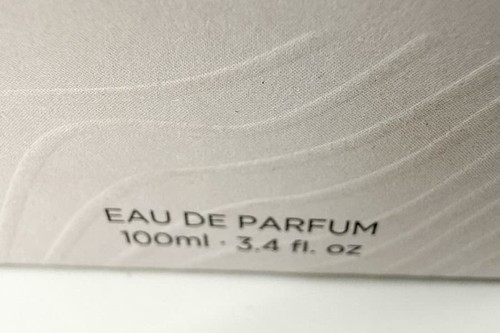 EAU DE PARFUM
100ml · 3.4 fl. oz